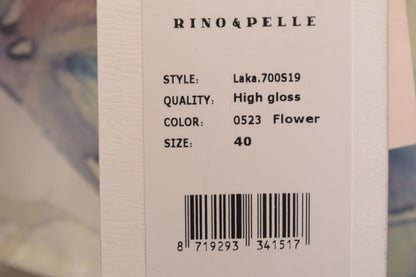 RINO & PELLE
STYLE: Laka.700S19
QUALITY: High gloss
COLOR: 0523 Flower
SIZE: 40
8 719293 341517